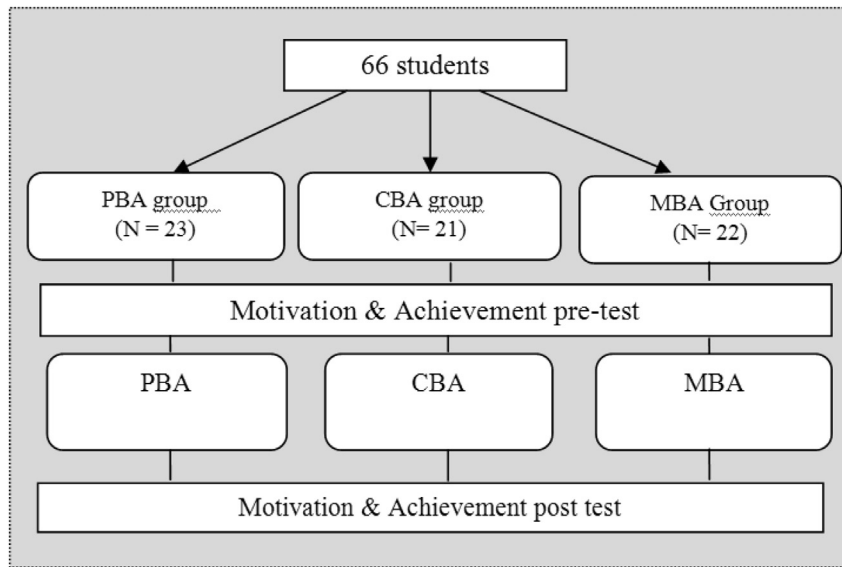 66 students
PBA group
(N = 23)
CBA group
(N= 21)
MBA Group
(N= 22)
Motivation & Achievement pre-test
PBA
CBA
MBA
Motivation & Achievement post test